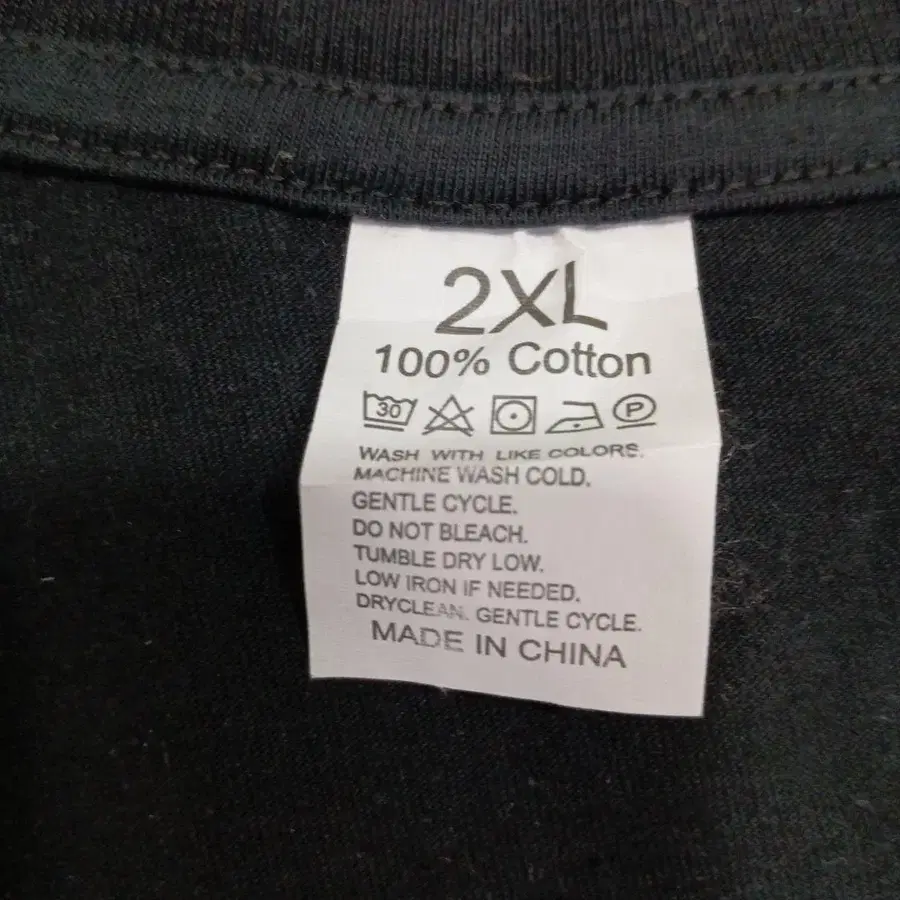 2XL
100% Cotton
30 P
WASH WITH LIKE COLORS.
MACHINE WASH COLD.
GENTLE CYCLE.
DO NOT BLEACH.
TUMBLE DRY LOW.
LOW IRON IF NEEDED.
DRYCLEAN. GENTLE CYCLE.
MADE IN CHINA